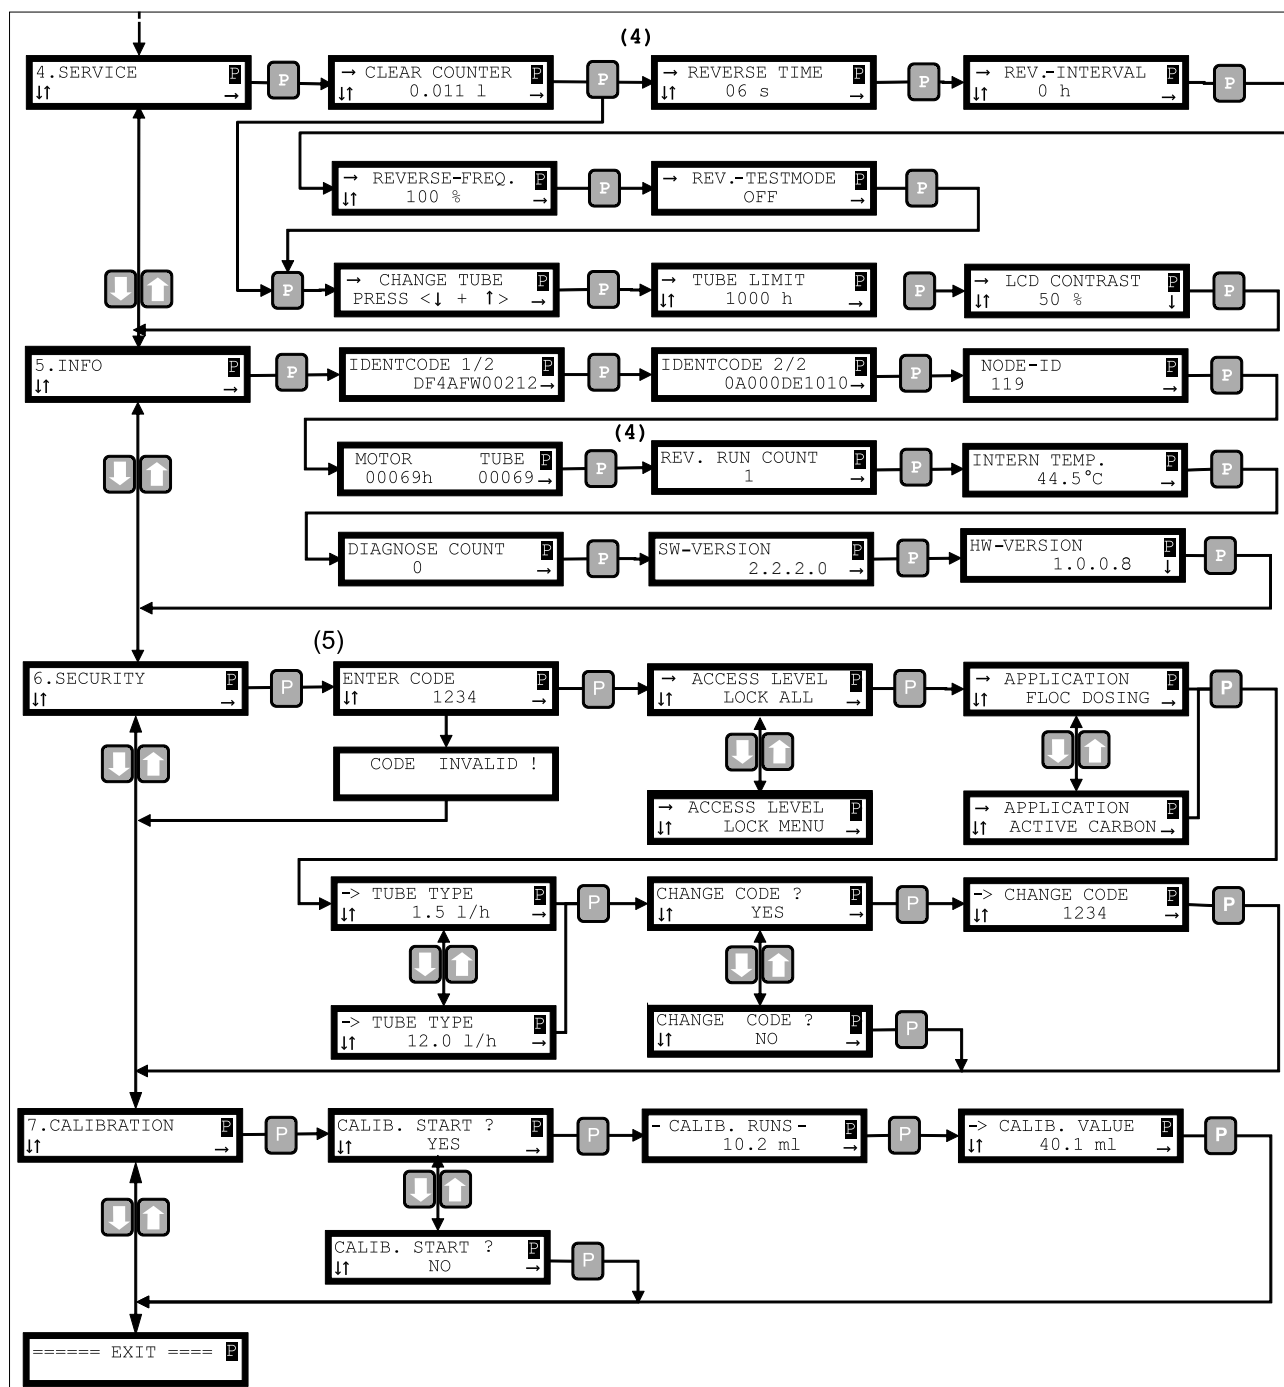 (4)
4.SERVICE P
↓↑ →
P
→ CLEAR COUNTER P
↓↑ 0.011 l →
P
→ REVERSE TIME P
↓↑ 06 s →
P
→ REV.-INTERVAL P
↓↑ 0 h →
P
→ REVERSE-FREQ. P
↓↑ 100 % →
P
→ REV.-TESTMODE P
OFF →
P
P
→ CHANGE TUBE P
PRESS <↓ + ↑> →
P
→ TUBE LIMIT P
↓↑ 1000 h →
P
→ LCD CONTRAST P
↓↑ 50 % ↓
P
5.INFO P
↓↑ →
P
IDENTCODE 1/2 P
DF4AFW00212→
P
IDENTCODE 2/2 P
0A000DE1010→
P
NODE-ID P
119 →
P
(4)
MOTOR TUBE P
00069h 00069→
P
REV. RUN COUNT P
1 →
P
INTERN TEMP. P
44.5°C →
P
DIAGNOSE COUNT P
0 →
P
SW-VERSION P
2.2.2.0 →
P
HW-VERSION P
1.0.0.8 ↓
P
(5)
6.SECURITY P
↓↑ →
P
ENTER CODE P
↓↑ 1234 →
P
→ ACCESS LEVEL P
↓↑ LOCK ALL →
P
→ APPLICATION P
↓↑ FLOC DOSING →
P
CODE INVALID !
→ ACCESS LEVEL P
↓↑ LOCK MENU →
→ APPLICATION P
↓↑ ACTIVE CARBON→
-> TUBE TYPE P
↓↑ 1.5 l/h →
P
CHANGE CODE ? P
↓↑ YES →
P
-> CHANGE CODE P
↓↑ 1234 →
P
-> TUBE TYPE P
↓↑ 12.0 l/h →
CHANGE CODE ? P
↓↑ NO →
P
7.CALIBRATION P
↓↑ →
P
CALIB. START ? P
↓↑ YES →
P
- CALIB. RUNS - P
10.2 ml →
P
-> CALIB. VALUE P
↓↑ 40.1 ml →
P
CALIB. START ? P
↓↑ NO →
P
====== EXIT ==== P